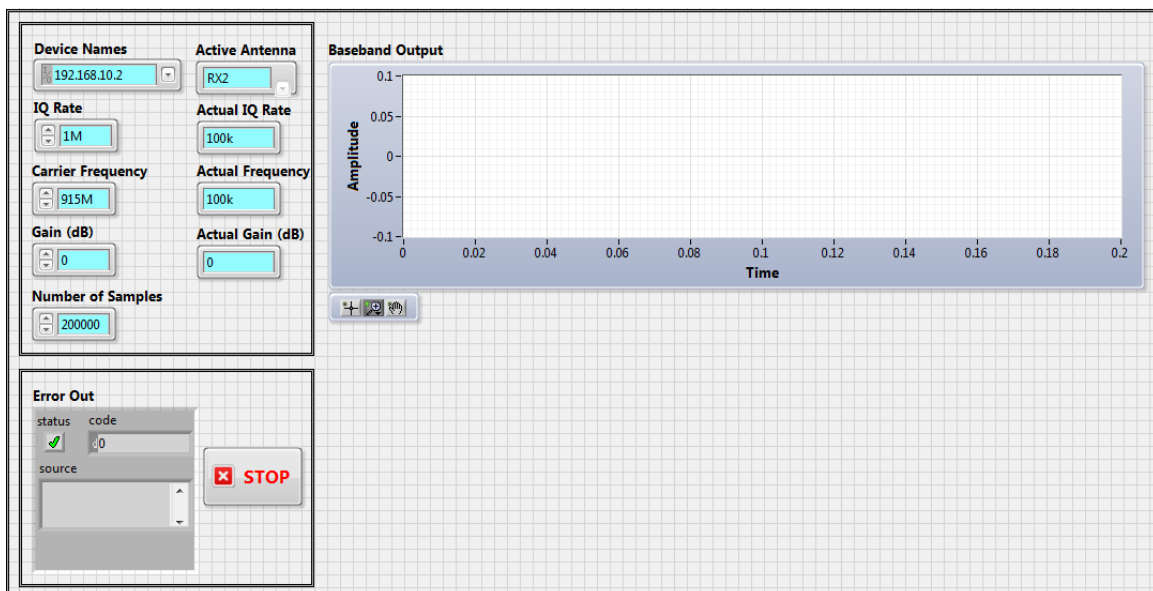 Device Names
Active Antenna
192.168.10.2
RX2
IQ Rate
Actual IQ Rate
1M
100k
Carrier Frequency
Actual Frequency
915M
100k
Gain (dB)
Actual Gain (dB)
0
0
Number of Samples
200000
Baseband Output
Amplitude
0.1
0.05
0
-0.05
-0.1
0 0.02 0.04 0.06 0.08 0.1 0.12 0.14 0.16 0.18 0.2
Time
Error Out
status code
d0
source
STOP